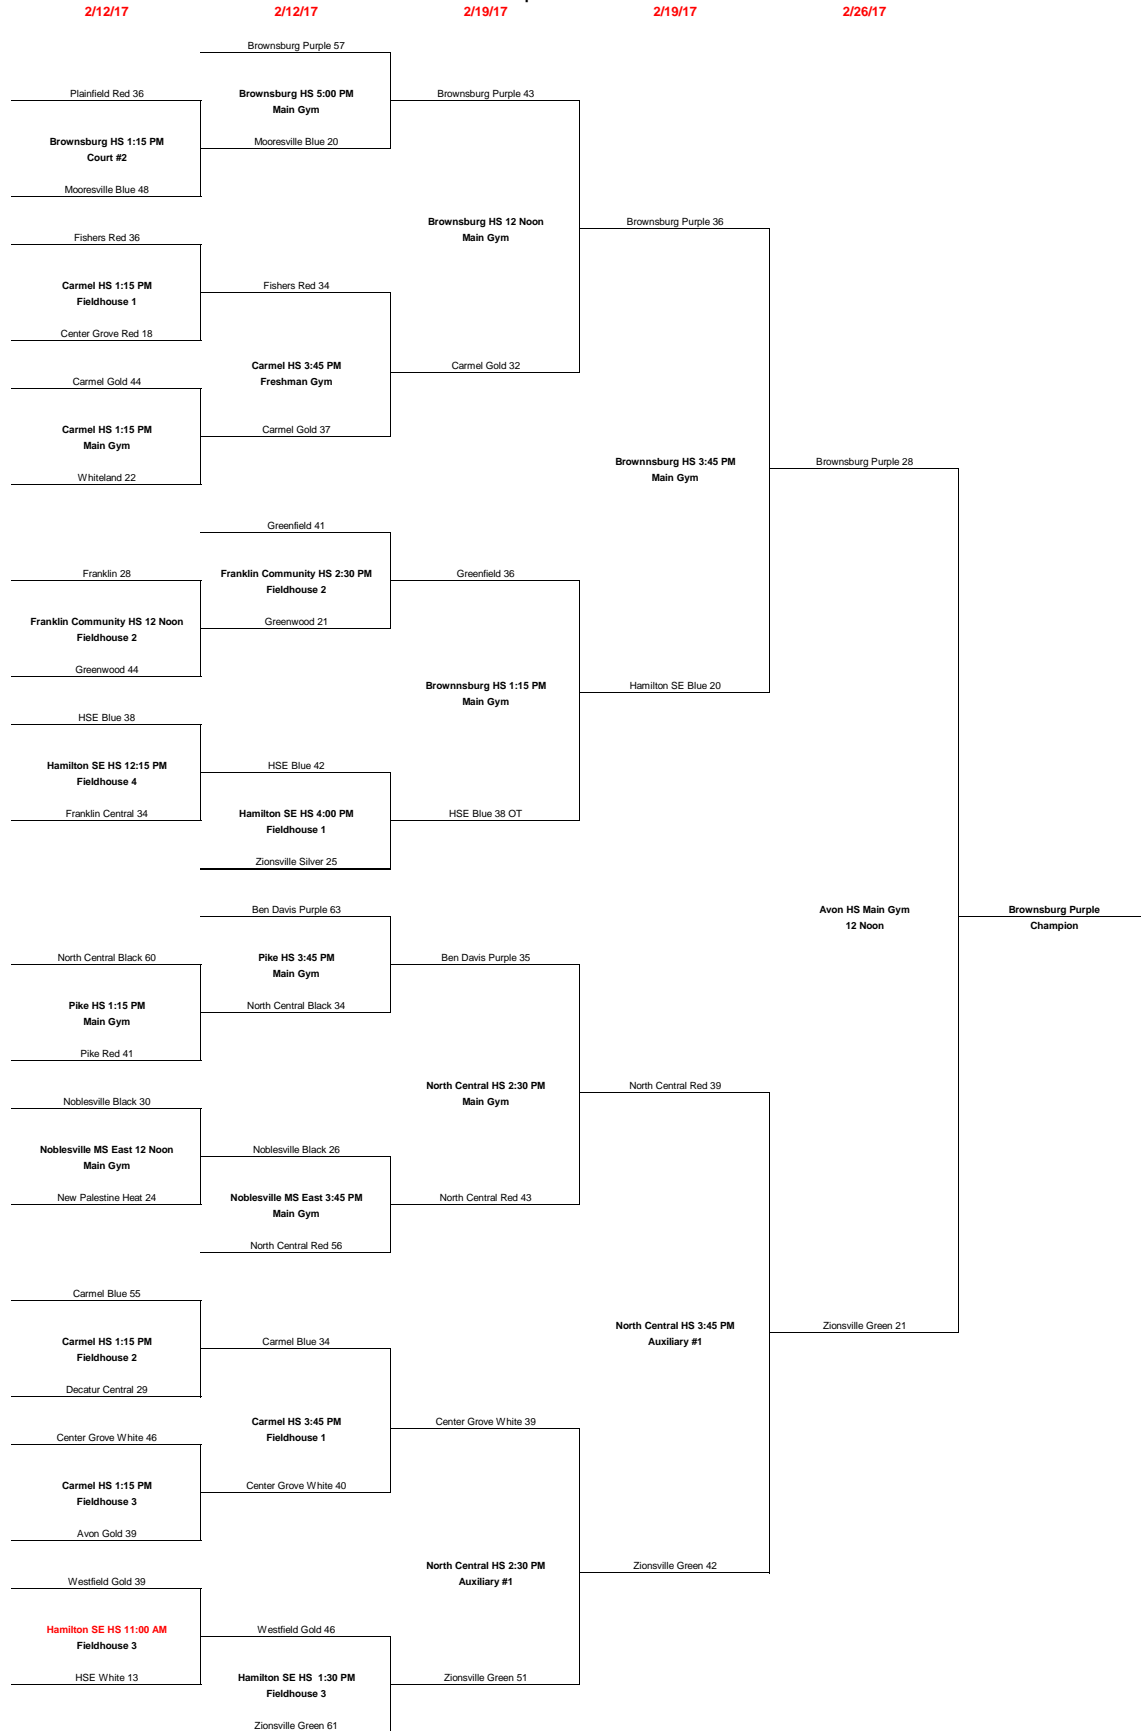 2/12/17
2/12/17
2/19/17
2/19/17
2/26/17
Brownsburg Purple 57
Plainfield Red 36
Brownsburg HS 5:00 PM
Main Gym
Brownsburg Purple 43
Brownsburg HS 1:15 PM
Court #2
Mooresville Blue 20
Mooresville Blue 48
Fishers Red 36
Brownsburg HS 12 Noon
Main Gym
Brownsburg Purple 36
Carmel HS 1:15 PM
Fieldhouse 1
Fishers Red 34
Center Grove Red 18
Carmel Gold 44
Carmel HS 3:45 PM
Freshman Gym
Carmel Gold 32
Carmel HS 1:15 PM
Main Gym
Carmel Gold 37
Whiteland 22
Brownnsburg HS 3:45 PM
Main Gym
Brownsburg Purple 28
Greenfield 41
Franklin 28
Franklin Community HS 2:30 PM
Fieldhouse 2
Greenfield 36
Franklin Community HS 12 Noon
Fieldhouse 2
Greenwood 21
Greenwood 44
Brownnsburg HS 1:15 PM
Main Gym
Hamilton SE Blue 20
HSE Blue 38
Hamilton SE HS 12:15 PM
Fieldhouse 4
HSE Blue 42
Franklin Central 34
Hamilton SE HS 4:00 PM
Fieldhouse 1
HSE Blue 38 OT
Zionsville Silver 25
Ben Davis Purple 63
Avon HS Main Gym
12 Noon
Brownsburg Purple
Champion
North Central Black 60
Pike HS 3:45 PM
Main Gym
Ben Davis Purple 35
Pike HS 1:15 PM
Main Gym
North Central Black 34
Pike Red 41
Noblesville Black 30
North Central HS 2:30 PM
Main Gym
North Central Red 39
Noblesville MS East 12 Noon
Main Gym
Noblesville Black 26
New Palestine Heat 24
Noblesville MS East 3:45 PM
Main Gym
North Central Red 43
North Central Red 56
Carmel Blue 55
Carmel HS 1:15 PM
Fieldhouse 2
Carmel Blue 34
North Central HS 3:45 PM
Auxiliary #1
Zionsville Green 21
Decatur Central 29
Center Grove White 46
Carmel HS 3:45 PM
Fieldhouse 1
Center Grove White 39
Carmel HS 1:15 PM
Fieldhouse 3
Center Grove White 40
Avon Gold 39
Westfield Gold 39
North Central HS 2:30 PM
Auxiliary #1
Zionsville Green 42
Hamilton SE HS 11:00 AM
Fieldhouse 3
Westfield Gold 46
HSE White 13
Hamilton SE HS  1:30 PM
Fieldhouse 3
Zionsville Green 51
Zionsville Green 61